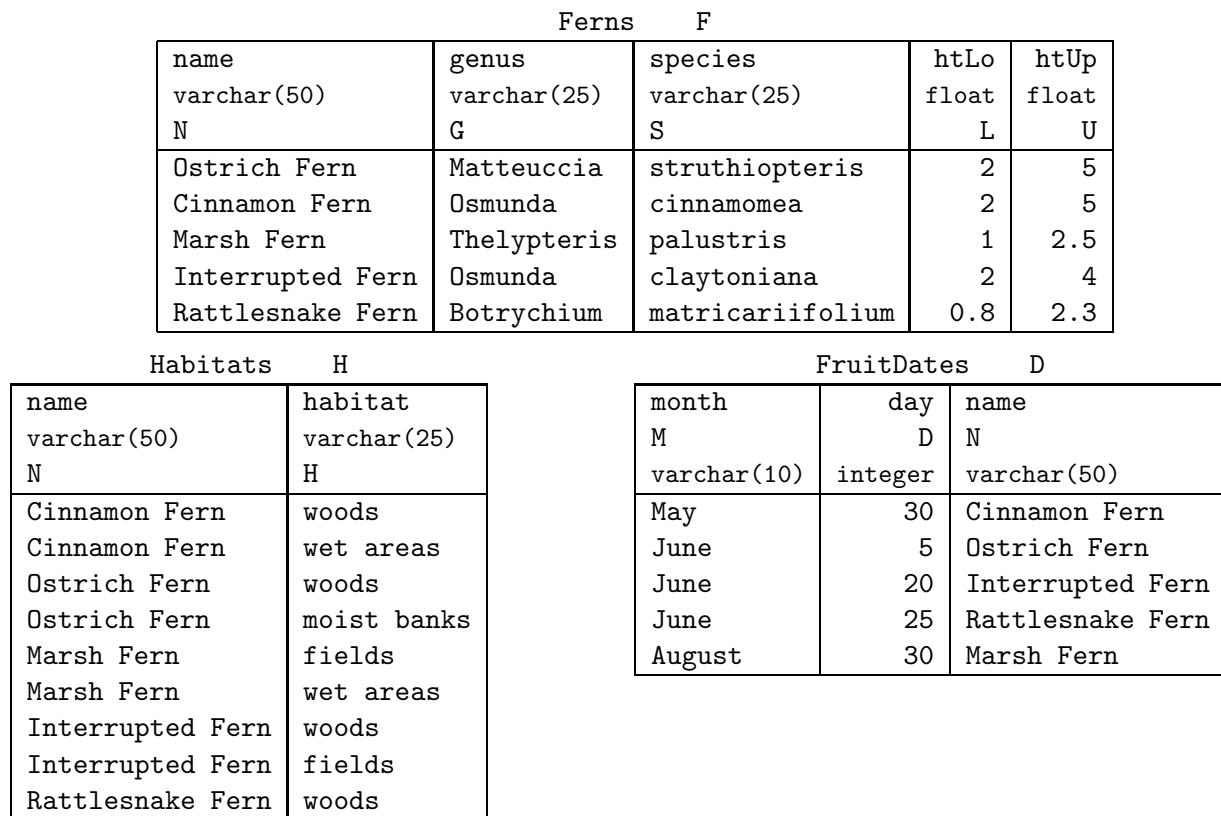 Ferns F
name genus species htLo htUp
varchar(50) varchar(25) varchar(25) float float
N G S L U
Ostrich Fern Matteuccia struthiopteris 2 5
Cinnamon Fern Osmunda cinnamomea 2 5
Marsh Fern Thelypteris palustris 1 2.5
Interrupted Fern Osmunda claytoniana 2 4
Rattlesnake Fern Botrychium matricariifolium 0.8 2.3
Habitats H
name habitat
varchar(50) varchar(25)
N H
Cinnamon Fern woods
Cinnamon Fern wet areas
Ostrich Fern woods
Ostrich Fern moist banks
Marsh Fern fields
Marsh Fern wet areas
Interrupted Fern woods
Interrupted Fern fields
Rattlesnake Fern woods
FruitDates D
month day name
M D N
varchar(10) integer varchar(50)
May 30 Cinnamon Fern
June 5 Ostrich Fern
June 20 Interrupted Fern
June 25 Rattlesnake Fern
August 30 Marsh Fern